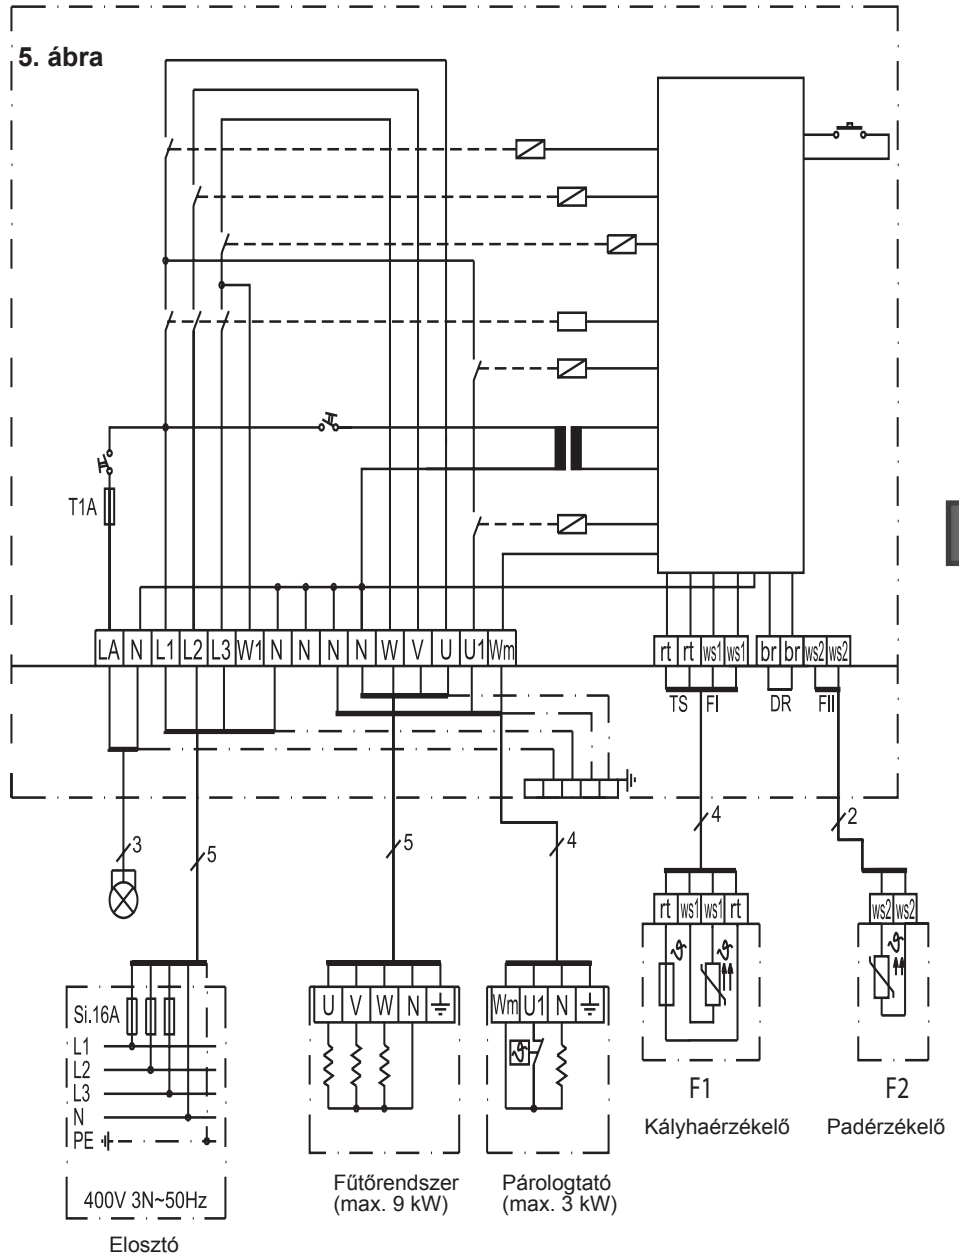 5. ábra
T1A
LA N L1 L2 L3 W1 N N N N W V U U1 Wm
rt rt ws1 ws1 br br ws2 ws2
TS FI DR FII
3
5
5
4
4
2
rt ws1 ws1 rt
ws2 ws2
Si.16A
L1
L2
L3
N
PE
400V 3N~50Hz
Elosztó
U V W N
Fűtőrendszer
(max. 9 kW)
Wm U1 N
ϑ
Párologtató
(max. 3 kW)
ϑ
F1
Kályhaérzékelő
ϑ
F2
Padérzékelő